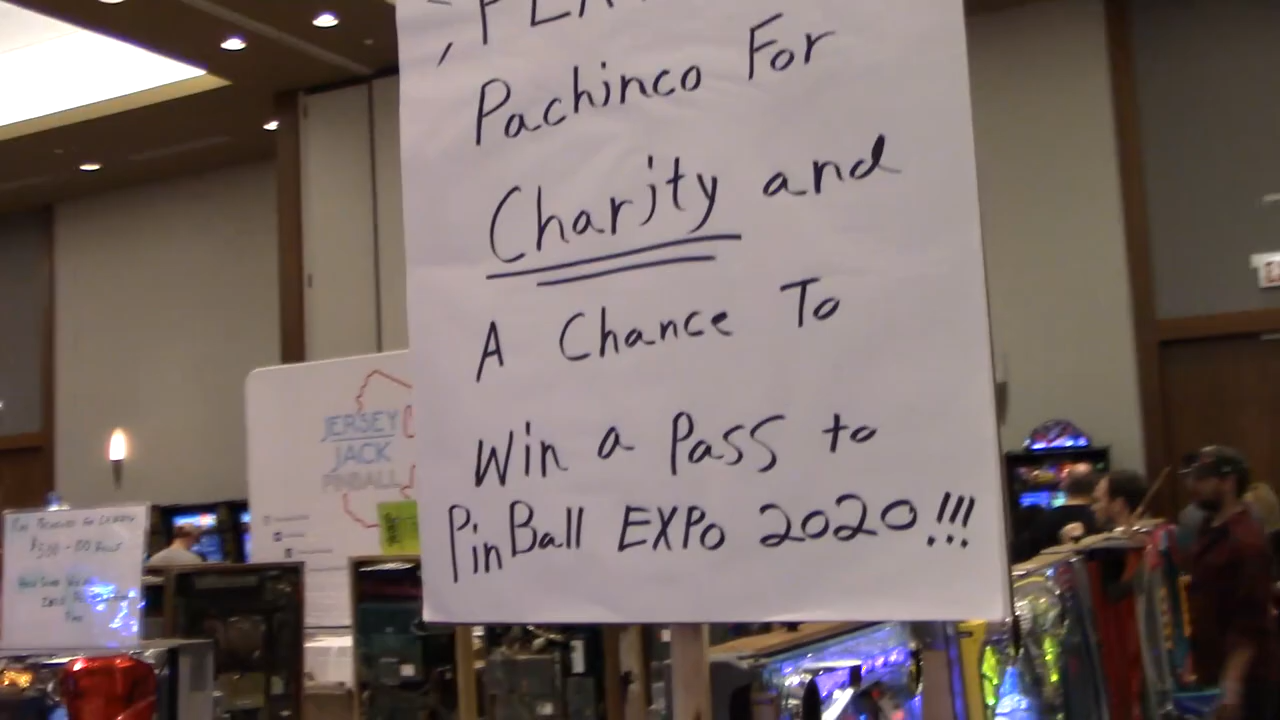 Pachinco For
Charity and
A Chance To
Win a Pass to
PinBall EXPo 2020!!!
JERSEY
JACK
PINBALL